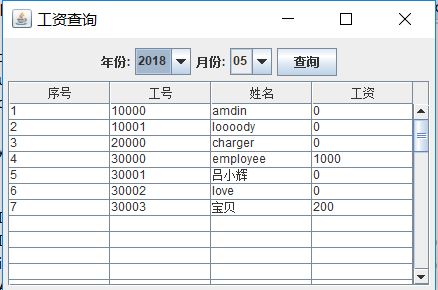 工资查询
年份: 2018 月份: 05 查询
序号 工号 姓名 工资
1 10000 amdin 0
2 10001 loooody 0
3 20000 charger 0
4 30000 employee 1000
5 30001 吕小辉 0
6 30002 love 0
7 30003 宝贝 200